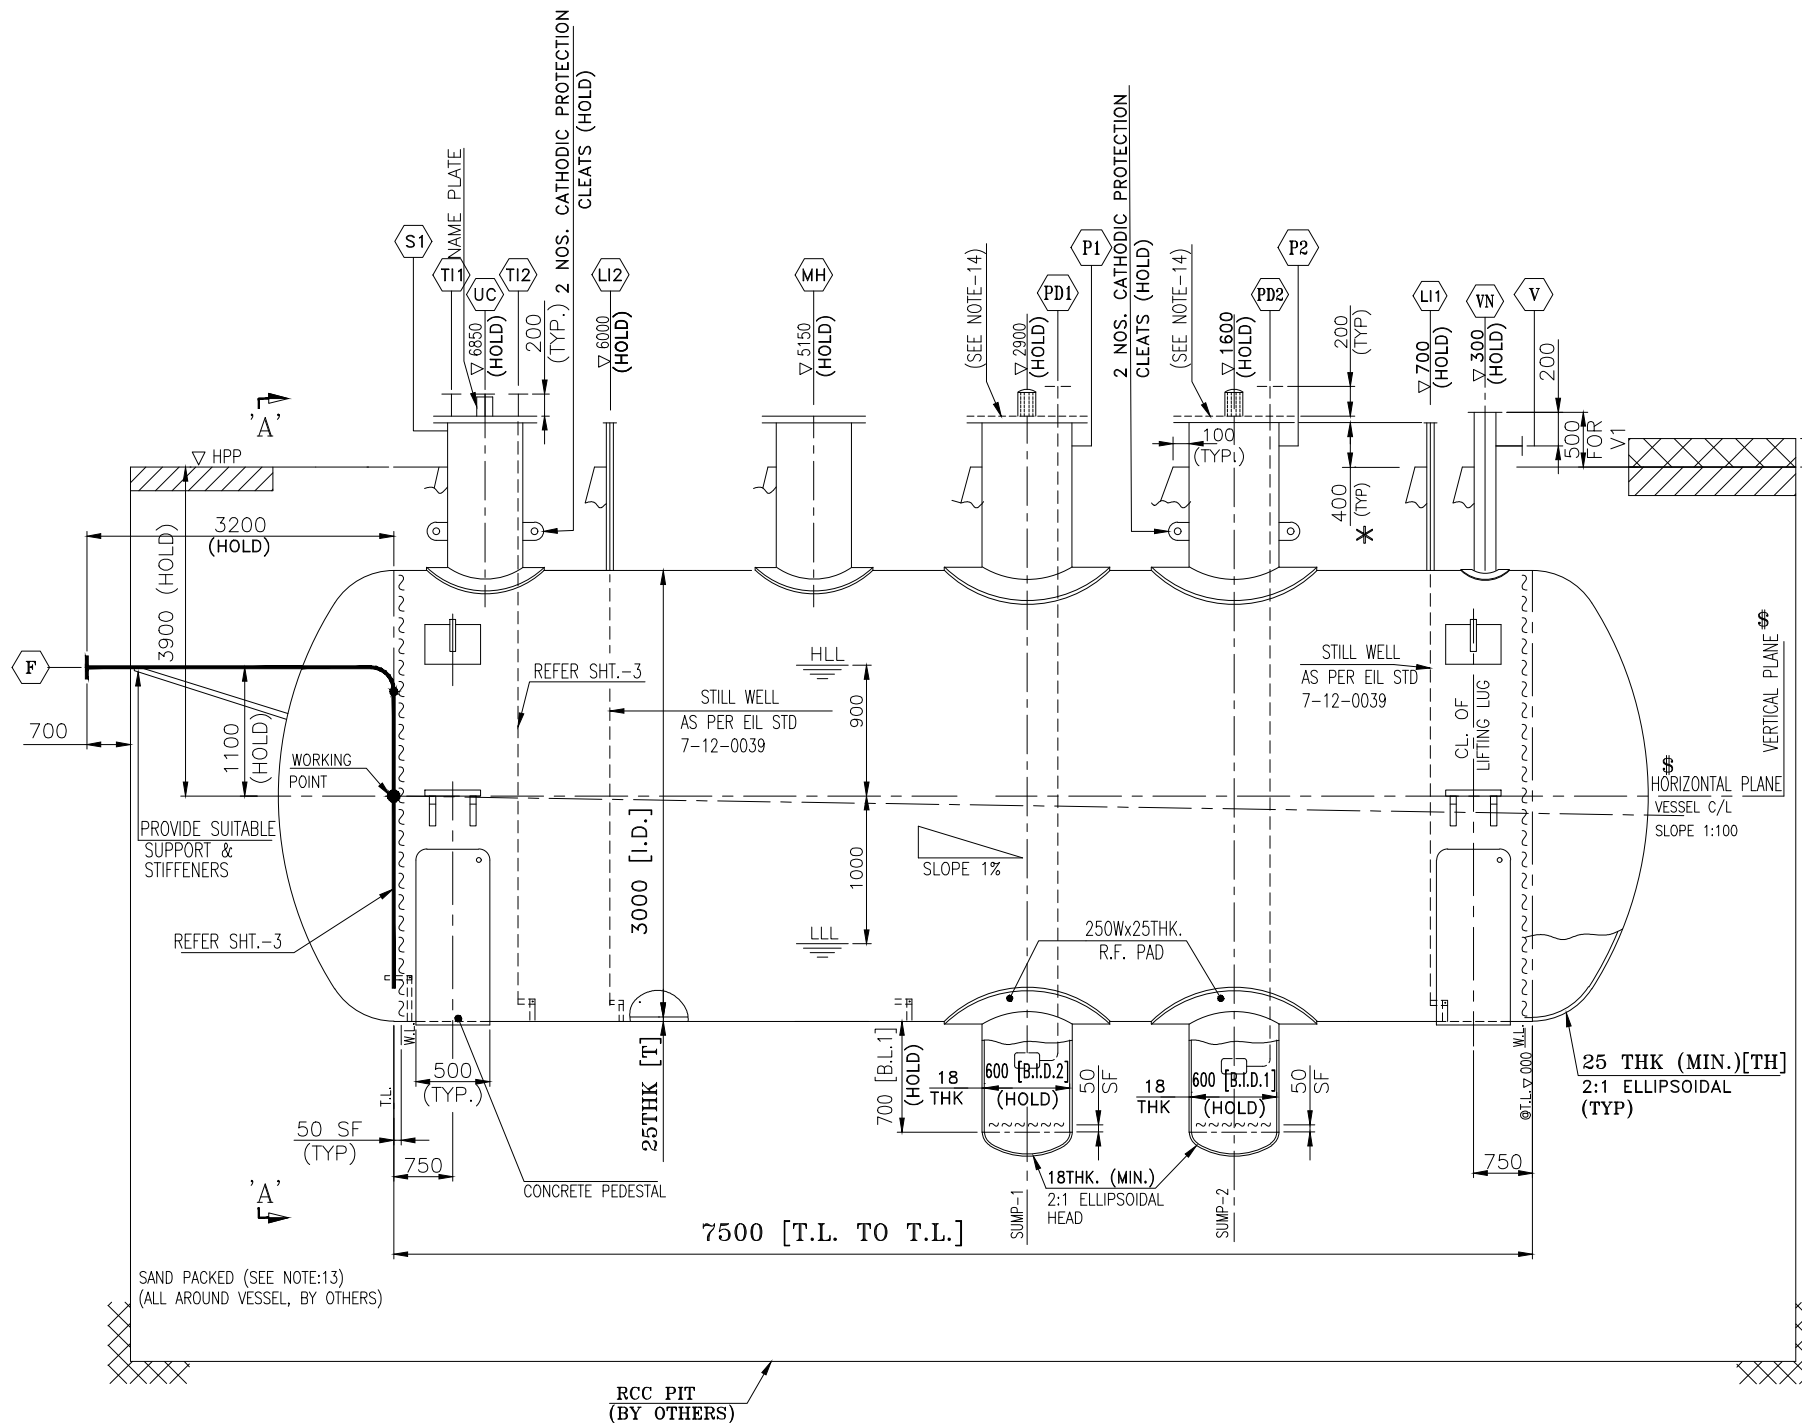 2 NOS. CATHODIC PROTECTION
CLEATS (HOLD)
2 NOS. CATHODIC PROTECTION
CLEATS (HOLD)
NAME PLATE
S1
TI1
UC
TI2
LI2
MH
(SEE NOTE-14)
PD1
P1
(SEE NOTE-14)
PD2
P2
LI1
VN
V
▽ 6850
(HOLD)
200
(TYP.)
▽ 6000
(HOLD)
▽ 5150
(HOLD)
▽ 2900
(HOLD)
▽ 1600
(HOLD)
200
(TYP)
▽ 700
(HOLD)
▽ 300
(HOLD)
200
500
FOR
V1
'A'
▽ HPP
100
(TYP.)
400
(TYP)
*
3200
(HOLD)
3900 (HOLD)
F
700
1100
(HOLD)
WORKING
POINT
REFER SHT.-3
STILL WELL
AS PER EIL STD
7-12-0039
HLL
900
STILL WELL
AS PER EIL STD
7-12-0039
CL. OF
LIFTING LUG
VERTICAL PLANE $
$
HORIZONTAL PLANE
VESSEL C/L
SLOPE 1:100
PROVIDE SUITABLE
SUPPORT &
STIFFENERS
3000 [I.D.]
1000
SLOPE 1%
REFER SHT.-3
LLL
250Wx25THK.
R.F. PAD
W.L.
T.L.
500
(TYP.)
50 SF
(TYP)
750
25THK [T]
700 [B.L.1]
(HOLD)
18
THK
600 [B.I.D.2]
(HOLD)
50
SF
18
THK
600 [B.I.D.1]
(HOLD)
50
SF
W.L.
@T.L.▽000
25 THK (MIN.)[TH]
2:1 ELLIPSOIDAL
(TYP)
750
CONCRETE PEDESTAL
18THK. (MIN.)
2:1 ELLIPSOIDAL
HEAD
SUMP-1
SUMP-2
'A'
7500 [T.L. TO T.L.]
SAND PACKED (SEE NOTE:13)
(ALL AROUND VESSEL, BY OTHERS)
RCC PIT
(BY OTHERS)